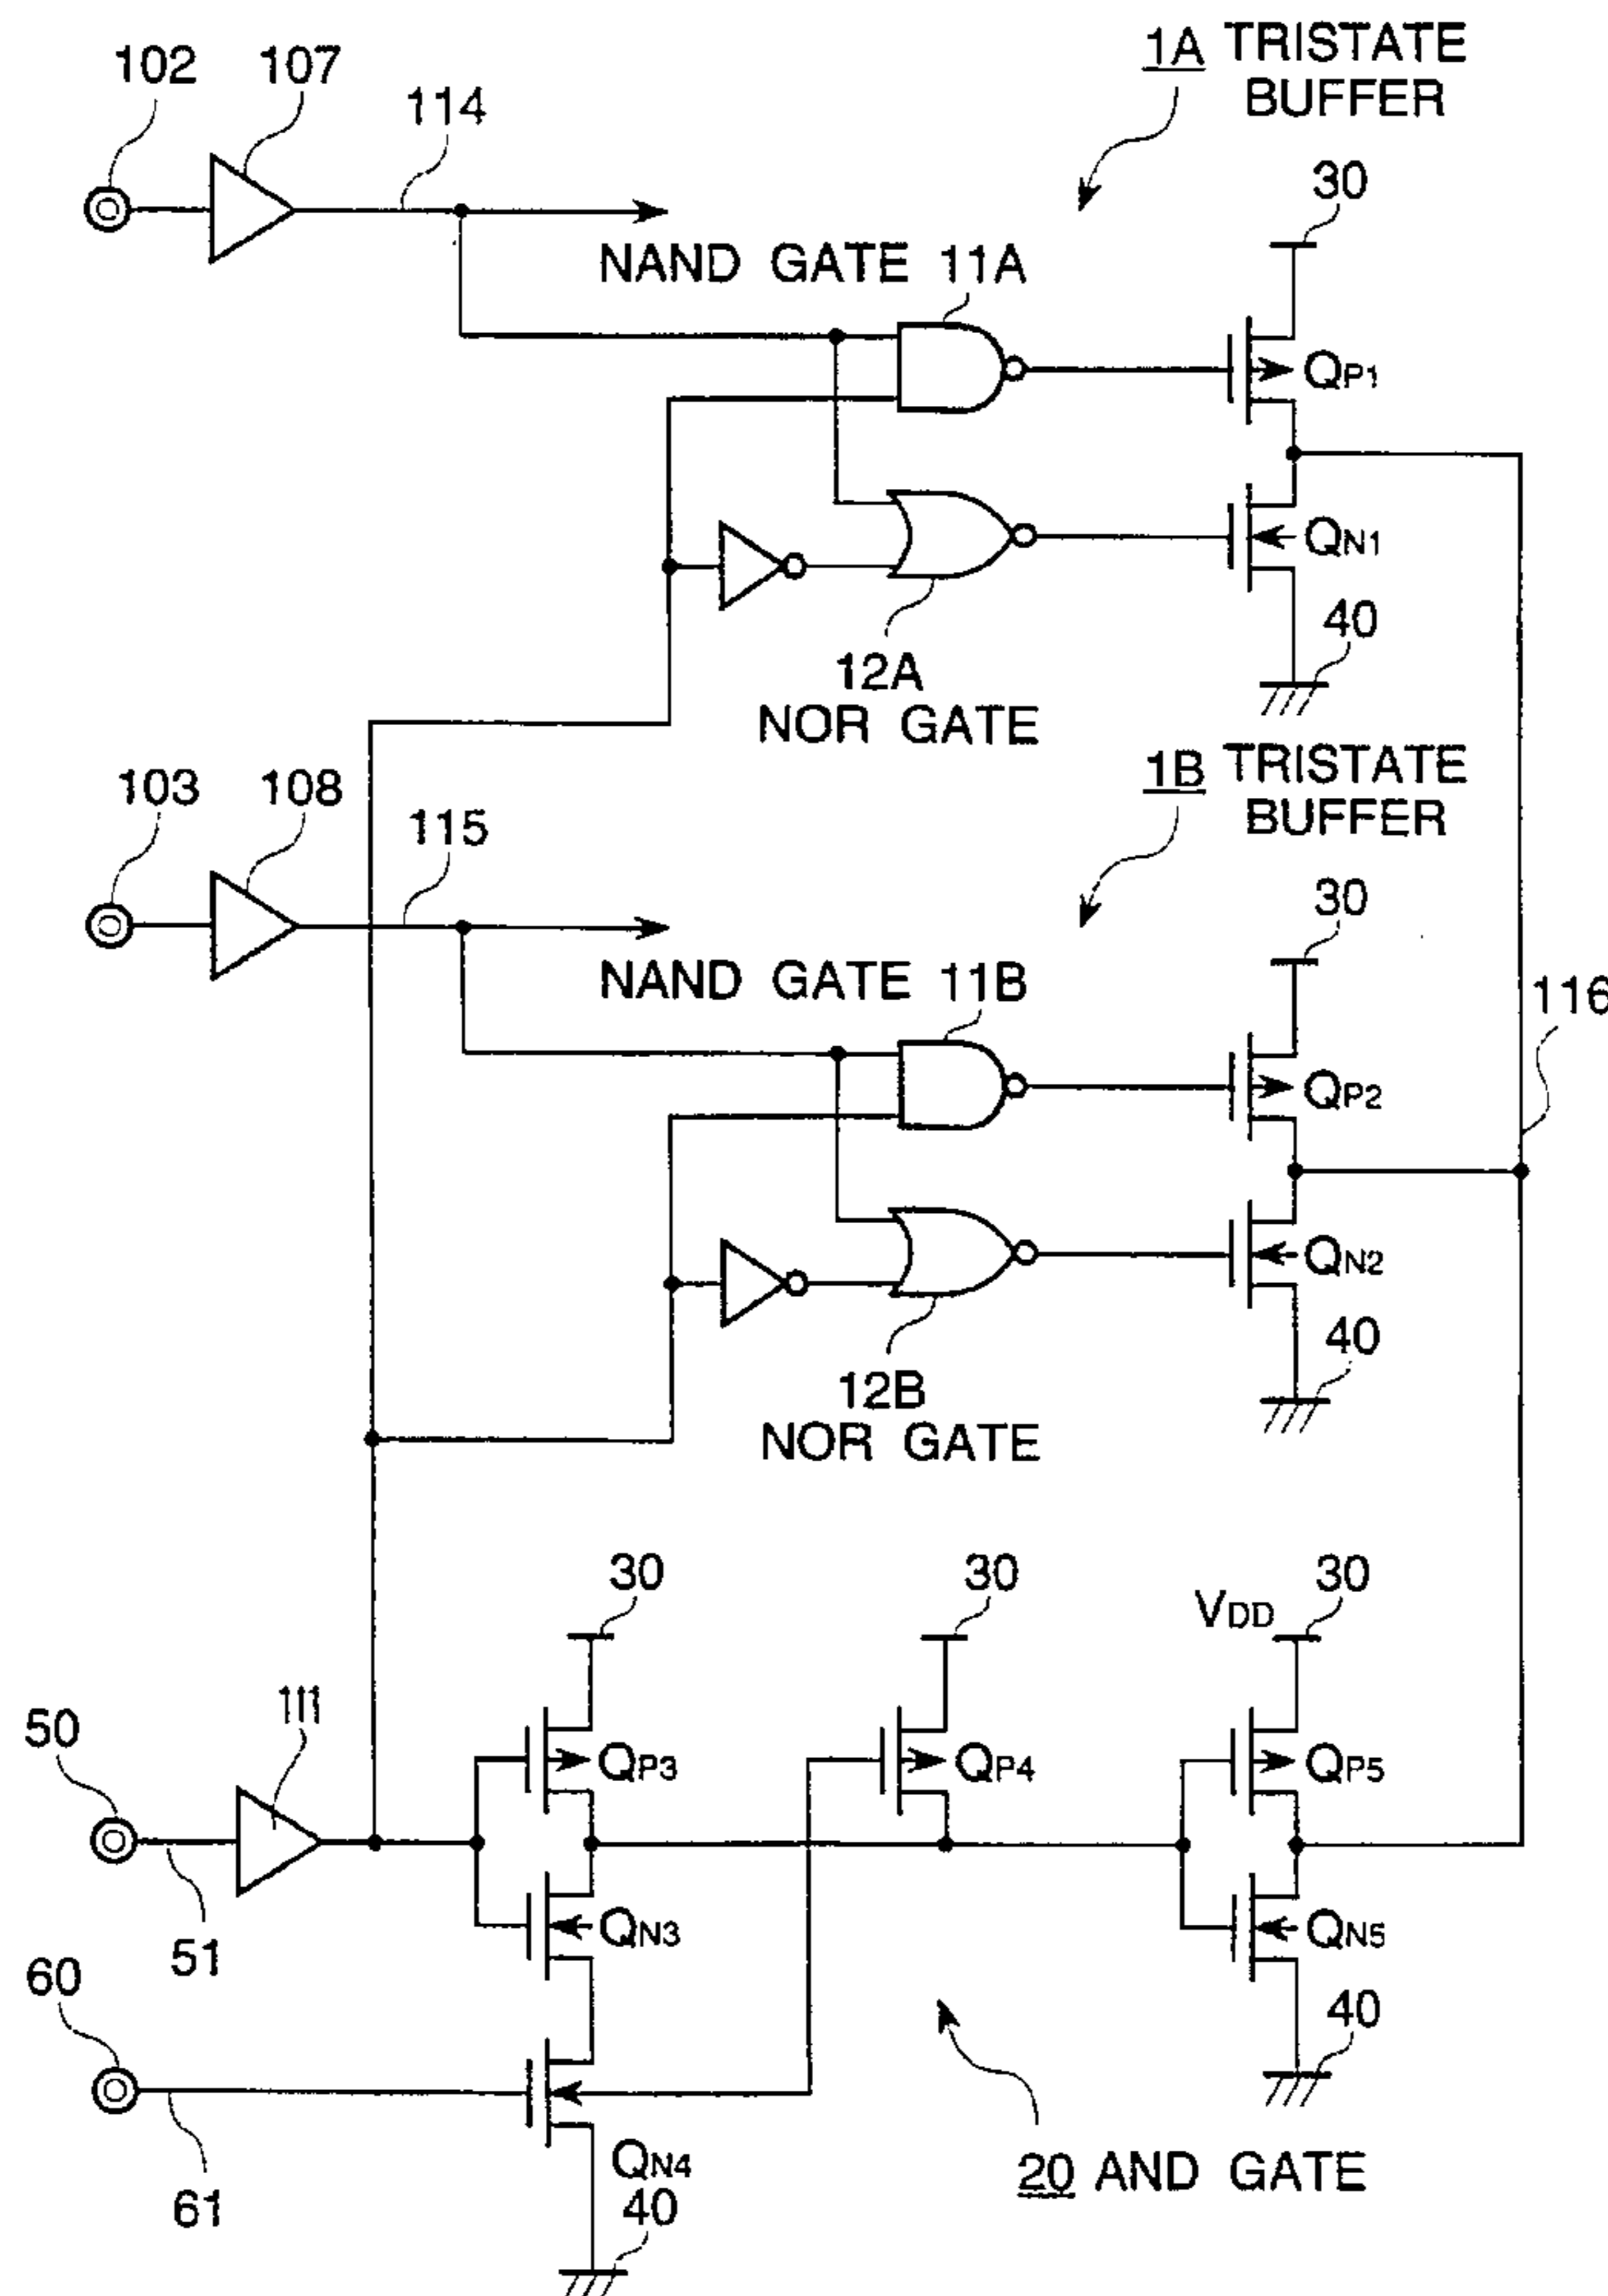 102
107
114
1A TRISTATE
BUFFER
30
NAND GATE 11A
QP1
QN1
40
12A
NOR GATE
103
108
115
1B TRISTATE
BUFFER
30
NAND GATE 11B
116
QP2
QN2
40
12B
NOR GATE
30
30
VDD
30
50
111
QP3
QP4
QP5
51
QN3
QN5
60
40
61
QN4
40
20 AND GATE